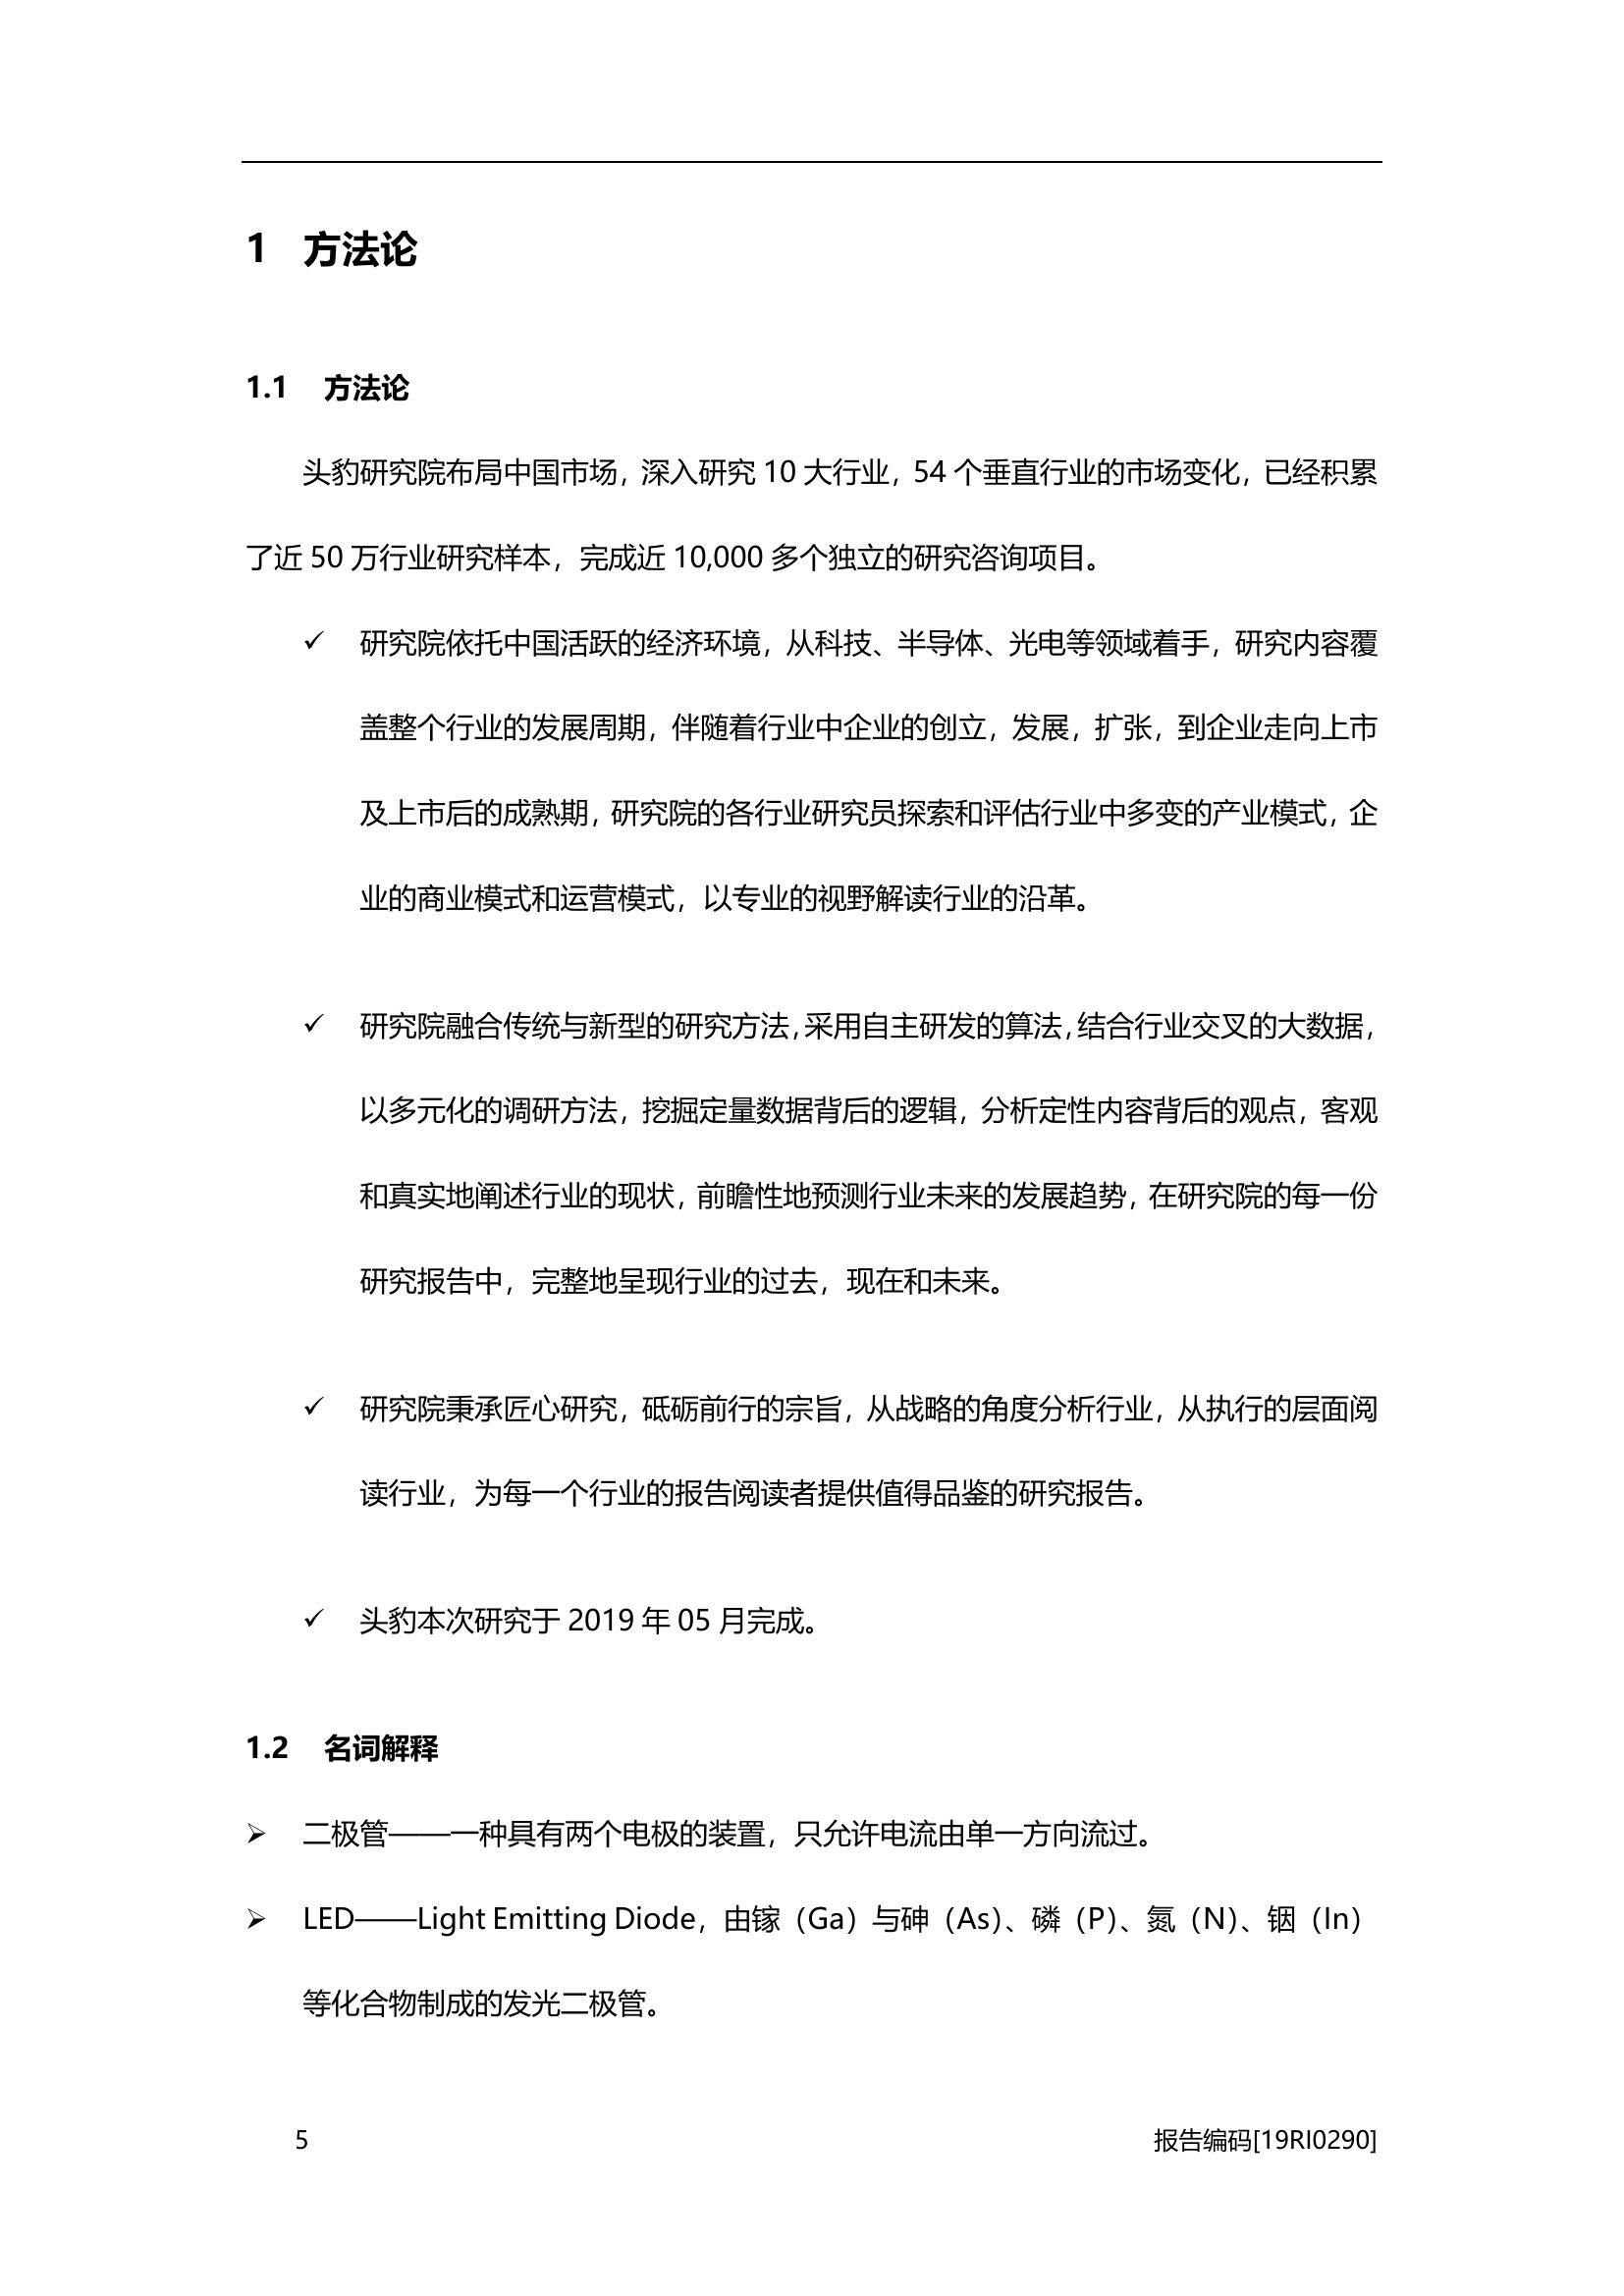 1 方法论
1.1 方法论
头豹研究院布局中国市场，深入研究 10 大行业，54 个垂直行业的市场变化，已经积累
了近 50 万行业研究样本，完成近 10,000 多个独立的研究咨询项目。
✓ 研究院依托中国活跃的经济环境，从科技、半导体、光电等领域着手，研究内容覆
盖整个行业的发展周期，伴随着行业中企业的创立，发展，扩张，到企业走向上市
及上市后的成熟期，研究院的各行业研究员探索和评估行业中多变的产业模式，企
业的商业模式和运营模式，以专业的视野解读行业的沿革。
✓ 研究院融合传统与新型的研究方法，采用自主研发的算法，结合行业交叉的大数据，
以多元化的调研方法，挖掘定量数据背后的逻辑，分析定性内容背后的观点，客观
和真实地阐述行业的现状，前瞻性地预测行业未来的发展趋势，在研究院的每一份
研究报告中，完整地呈现行业的过去，现在和未来。
✓ 研究院秉承匠心研究，砥砺前行的宗旨，从战略的角度分析行业，从执行的层面阅
读行业，为每一个行业的报告阅读者提供值得品鉴的研究报告。
✓ 头豹本次研究于 2019 年 05 月完成。
1.2 名词解释
➢ 二极管——一种具有两个电极的装置，只允许电流由单一方向流过。
➢ LED——Light Emitting Diode，由镓（Ga）与砷（As）、磷（P）、氮（N）、铟（In）
等化合物制成的发光二极管。
5 报告编码[19RI0290]